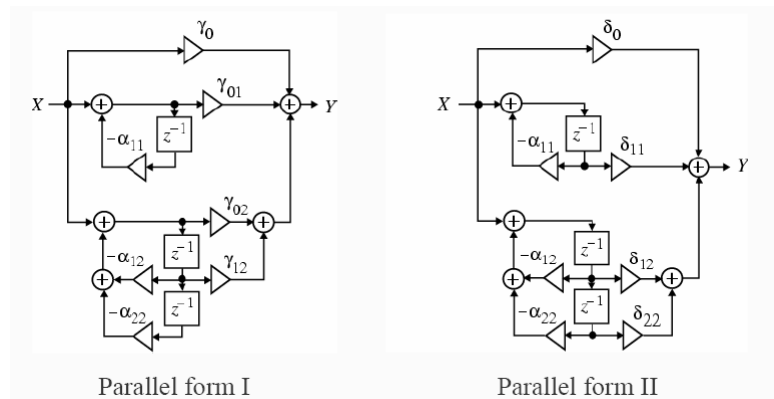 γ₀ δ₀
X γ₀₁ Y X
-α₁₁ z⁻¹ -α₁₁ z⁻¹ δ₁₁ Y
γ₀₂
-α₁₂ z⁻¹ γ₁₂ -α₁₂ z⁻¹ δ₁₂
-α₂₂ z⁻¹ -α₂₂ z⁻¹ δ₂₂
Parallel form I Parallel form II